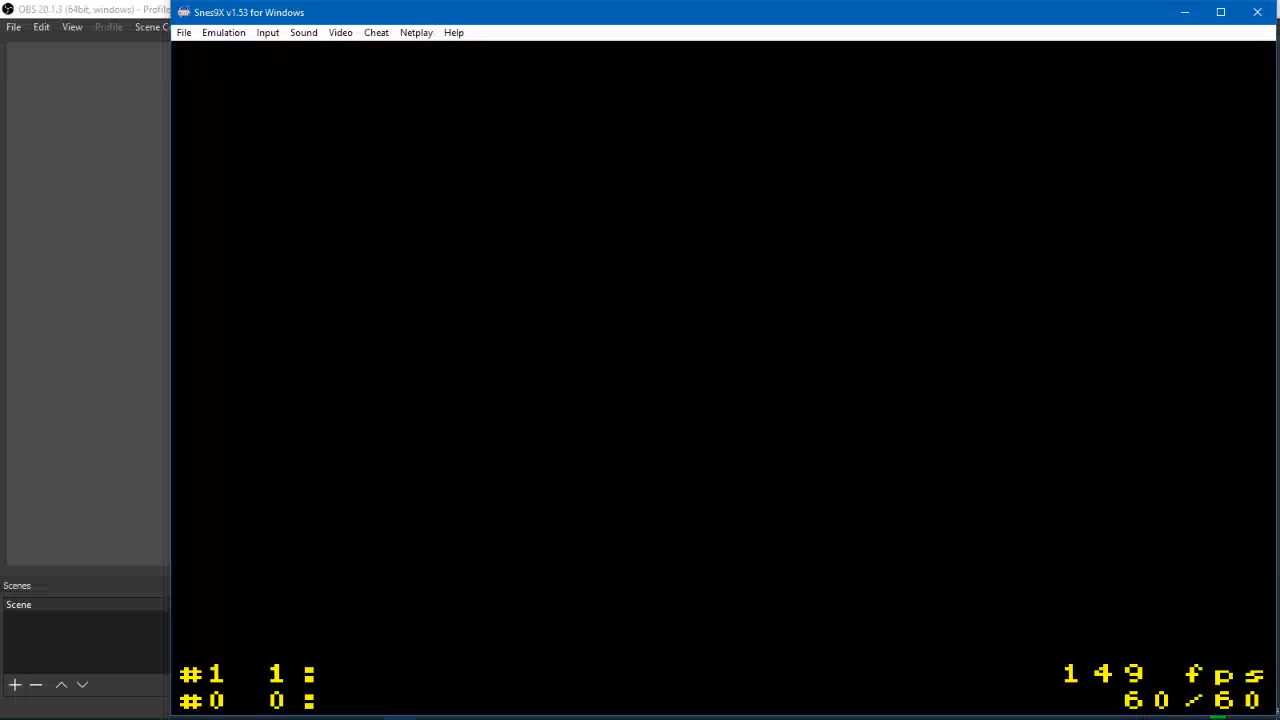 OBS 20.1.3 (64bit, windows) - Profile
Snes9X v1.53 for Windows
File Edit View Profile Scene C
File Emulation Input Sound Video Cheat Netplay Help
Scenes
Scene
#1 1:
149 fps
#0 0:
60/60